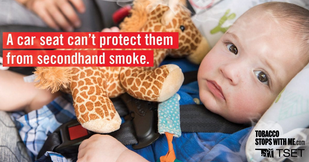 A car seat can't protect them
from secondhand smoke.
TOBACCO
STOPS WITH ME.com
TSET